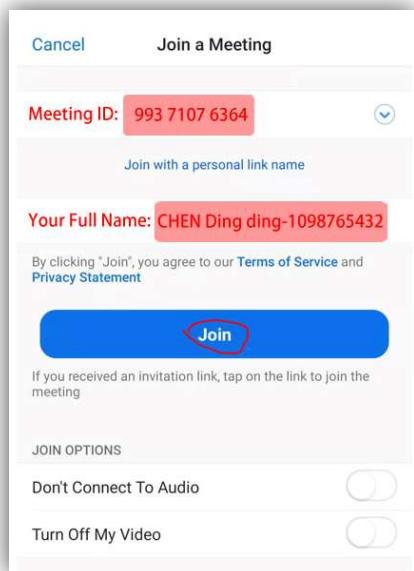 Cancel Join a Meeting
Meeting ID: 993 7107 6364
Join with a personal link name
Your Full Name: CHEN Ding ding-1098765432
By clicking "Join", you agree to our Terms of Service and
Privacy Statement
Join
If you received an invitation link, tap on the link to join the
meeting
JOIN OPTIONS
Don't Connect To Audio
Turn Off My Video